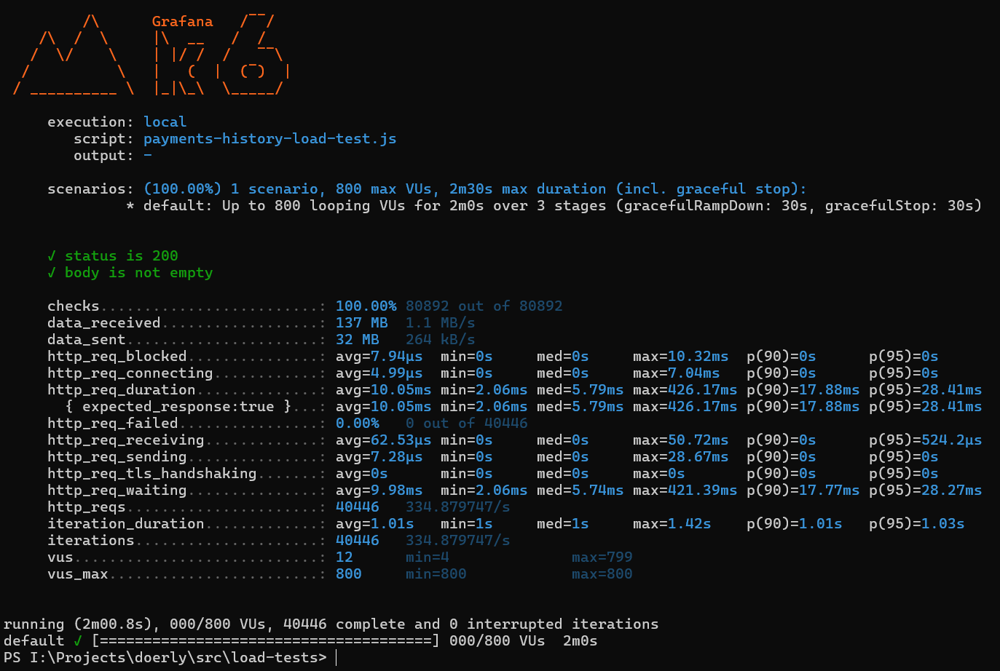 Grafana
execution: local
script: payments-history-load-test.js
output: -
scenarios: (100.00%) 1 scenario, 800 max VUs, 2m30s max duration (incl. graceful stop):
* default: Up to 800 looping VUs for 2m0s over 3 stages (gracefulRampDown: 30s, gracefulStop: 30s)
✓ status is 200
✓ body is not empty
checks.........................: 100.00% 80892 out of 80892
data_received..................: 137 MB 1.1 MB/s
data_sent......................: 32 MB 264 kB/s
http_req_blocked...............: avg=7.94µs min=0s med=0s max=10.32ms p(90)=0s p(95)=0s
http_req_connecting............: avg=4.99µs min=0s med=0s max=7.04ms p(90)=0s p(95)=0s
http_req_duration..............: avg=10.05ms min=2.06ms med=5.79ms max=426.17ms p(90)=17.88ms p(95)=28.41ms
{ expected_response:true }...: avg=10.05ms min=2.06ms med=5.79ms max=426.17ms p(90)=17.88ms p(95)=28.41ms
http_req_failed................: 0.00% 0 out of 40446
http_req_receiving.............: avg=62.53µs min=0s med=0s max=50.72ms p(90)=0s p(95)=524.2µs
http_req_sending...............: avg=7.28µs min=0s med=0s max=28.67ms p(90)=0s p(95)=0s
http_req_tls_handshaking.......: avg=0s min=0s med=0s max=0s p(90)=0s p(95)=0s
http_req_waiting...............: avg=9.98ms min=2.06ms med=5.74ms max=421.39ms p(90)=17.77ms p(95)=28.27ms
http_reqs......................: 40446 334.879747/s
iteration_duration.............: avg=1.01s min=1s med=1s max=1.42s p(90)=1.01s p(95)=1.03s
iterations.....................: 40446 334.879747/s
vus............................: 12 min=4 max=799
vus_max........................: 800 min=800 max=800
running (2m00.8s), 000/800 VUs, 40446 complete and 0 interrupted iterations
default ✓ [======================================] 000/800 VUs 2m0s
PS I:\Projects\doerly\src\load-tests>